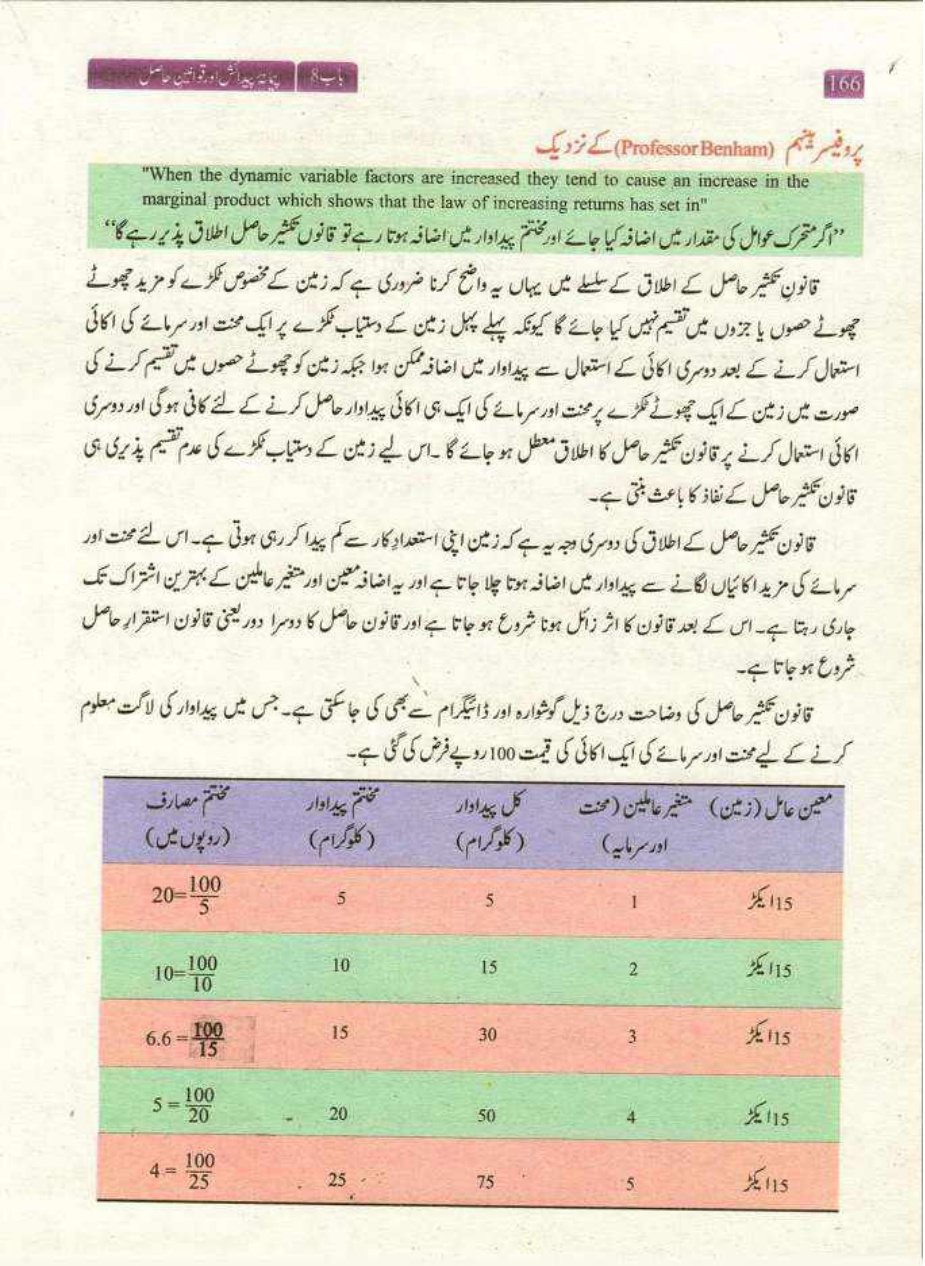 166
باب 8 پیمانۂ پیدائش اور قوانین حاصل
پروفیسر بینہم (Professor Benham) کے نزدیک
"When the dynamic variable factors are increased they tend to cause an increase in the
marginal product which shows that the law of increasing returns has set in"
’’اگر متحرک عوامل کی مقدار میں اضافہ کیا جائے اور مختتم پیداوار میں اضافہ ہوتا رہے تو قانون تکثیر حاصل اطلاق پذیر رہے گا‘‘
قانونِ تکثیر حاصل کے اطلاق کے سلسلے میں یہاں یہ واضح کرنا ضروری ہے کہ زمین کے مخصوص ٹکڑے کو مزید چھوٹے
چھوٹے حصوں یا جزوں میں تقسیم نہیں کیا جائے گا کیونکہ پہلے پہل زمین کے دستیاب ٹکڑے پر ایک محنت اور سرمائے کی اکائی
استعمال کرنے کے بعد دوسری اکائی کے استعمال سے پیداوار میں اضافہ ممکن ہوا جبکہ زمین کو چھوٹے حصوں میں تقسیم کرنے کی
صورت میں زمین کے ایک چھوٹے ٹکڑے پر محنت اور سرمائے کی ایک ہی اکائی پیداوار حاصل کرنے کے لئے کافی ہو گی اور دوسری
اکائی استعمال کرنے پر قانون تکثیر حاصل کا اطلاق معطل ہو جائے گا ۔اس لیے زمین کے دستیاب ٹکڑے کی عدم تقسیم پذیری ہی
قانون تکثیر حاصل کے نفاذ کا باعث بنتی ہے۔
قانون تکثیر حاصل کے اطلاق کی دوسری وجہ یہ ہے کہ زمین اپنی استعدادِ کار سے کم پیدا کر رہی ہوتی ہے۔ اس لئے محنت اور
سرمائے کی مزید اکائیاں لگانے سے پیداوار میں اضافہ ہوتا چلا جاتا ہے اور یہ اضافہ معین اور متغیر عاملین کے بہترین اشتراک تک
جاری رہتا ہے۔ اس کے بعد قانون کا اثر زائل ہونا شروع ہو جاتا ہے اور قانون حاصل کا دوسرا دور یعنی قانون استقرارِ حاصل
شروع ہو جاتا ہے۔
قانون تکثیر حاصل کی وضاحت درج ذیل گوشوارہ اور ڈائیگرام سے بھی کی جا سکتی ہے۔ جس میں پیداوار کی لاگت معلوم
کرنے کے لیے محنت اور سرمائے کی ایک اکائی کی قیمت 100 روپے فرض کی گئی ہے۔
معین عامل (زمین) متغیر عاملین (محنت کل پیداوار مختتم پیداوار مختتم مصارف
اور سرمایہ) (کلوگرام) (کلوگرام) (روپوں میں)
15 ایکڑ 1 5 5 20=100/5
15 ایکڑ 2 15 10 10=100/10
15 ایکڑ 3 30 15 6.6 =100/15
15 ایکڑ 4 50 20 5 =100/20
15 ایکڑ 5 75 25 4 = 100/25